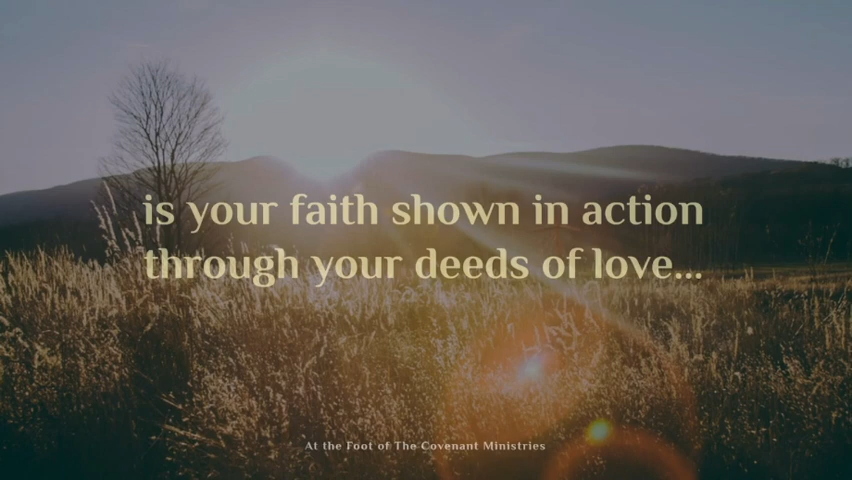 is your faith shown in action
through your deeds of love...
At the Foot of The Covenant Ministries